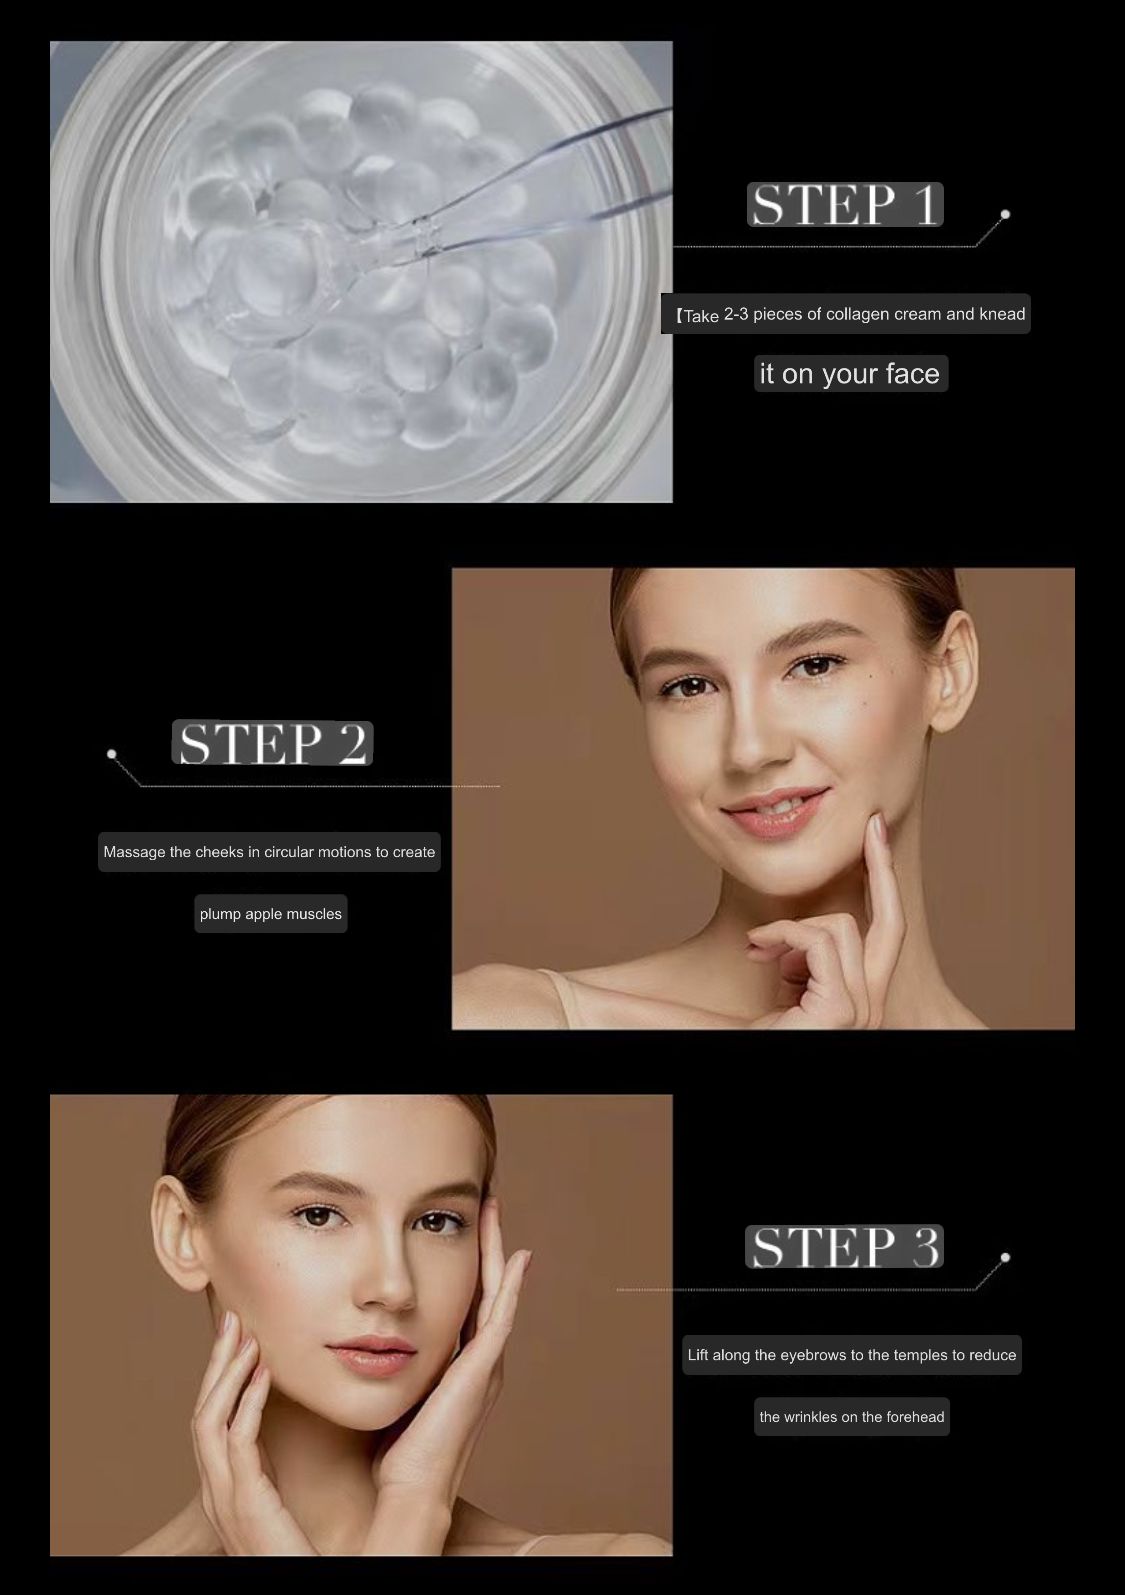 STEP 1
【Take 2-3 pieces of collagen cream and knead
it on your face
STEP 2
Massage the cheeks in circular motions to create
plump apple muscles
STEP 3
Lift along the eyebrows to the temples to reduce
the wrinkles on the forehead